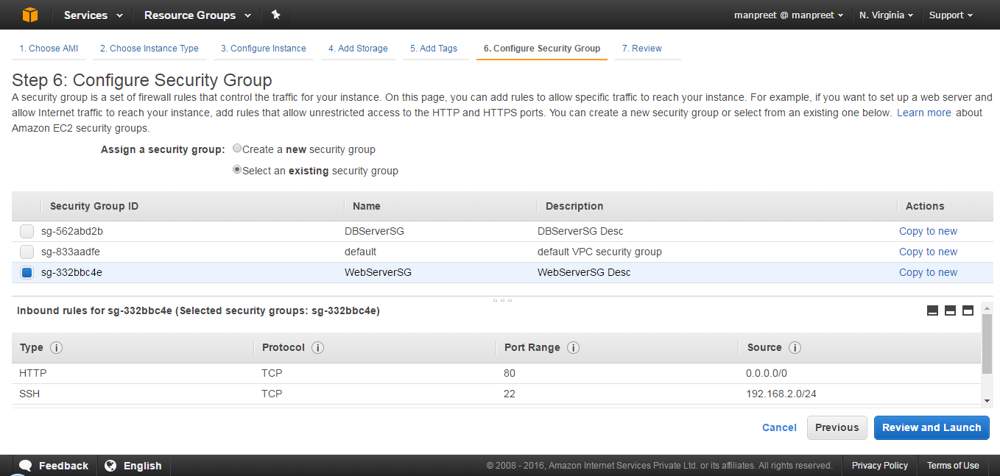 Services Resource Groups manpreet @ manpreet N. Virginia Support
1. Choose AMI 2. Choose Instance Type 3. Configure Instance 4. Add Storage 5. Add Tags 6. Configure Security Group 7. Review
Step 6: Configure Security Group
A security group is a set of firewall rules that control the traffic for your instance. On this page, you can add rules to allow specific traffic to reach your instance. For example, if you want to set up a web server and
allow Internet traffic to reach your instance, add rules that allow unrestricted access to the HTTP and HTTPS ports. You can create a new security group or select from an existing one below. Learn more about
Amazon EC2 security groups.
Assign a security group: Create a new security group
Select an existing security group
Security Group ID Name Description Actions
sg-562abd2b DBServerSG DBServerSG Desc Copy to new
sg-833aadfe default default VPC security group Copy to new
sg-332bbc4e WebServerSG WebServerSG Desc Copy to new
Inbound rules for sg-332bbc4e (Selected security groups: sg-332bbc4e)
Type i Protocol i Port Range i Source i
HTTP TCP 80 0.0.0.0/0
SSH TCP 22 192.168.2.0/24
Cancel Previous Review and Launch
Feedback English © 2008 - 2016, Amazon Internet Services Private Ltd. or its affiliates. All rights reserved. Privacy Policy Terms of Use